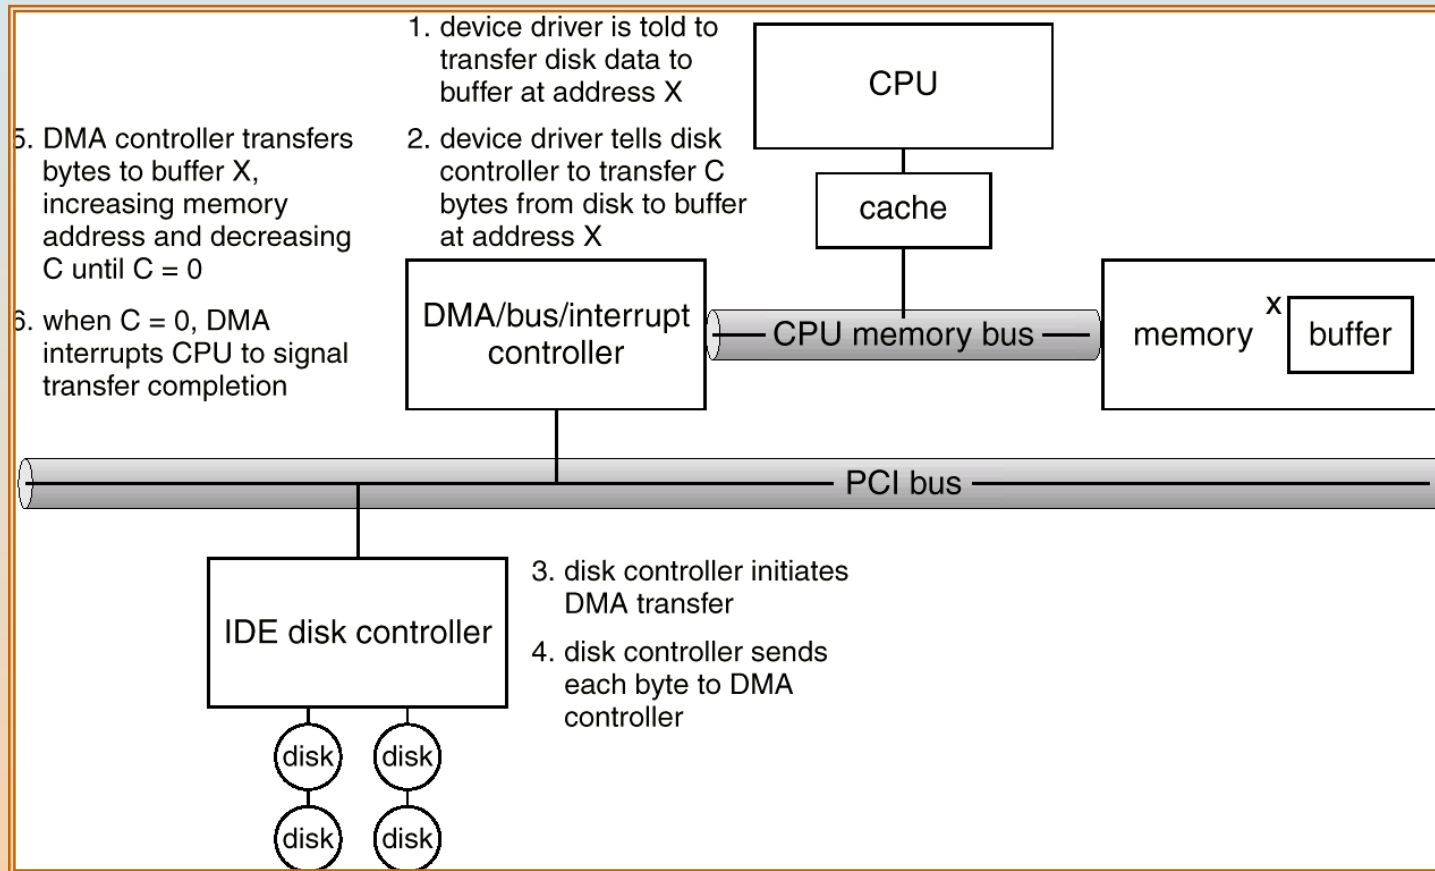 1. device driver is told to
transfer disk data to
buffer at address X
2. device driver tells disk
controller to transfer C
bytes from disk to buffer
at address X
5. DMA controller transfers
bytes to buffer X,
increasing memory
address and decreasing
C until C = 0
6. when C = 0, DMA
interrupts CPU to signal
transfer completion
CPU
cache
DMA/bus/interrupt
controller
CPU memory bus
memory
X
buffer
PCI bus
IDE disk controller
3. disk controller initiates
DMA transfer
4. disk controller sends
each byte to DMA
controller
disk
disk
disk
disk